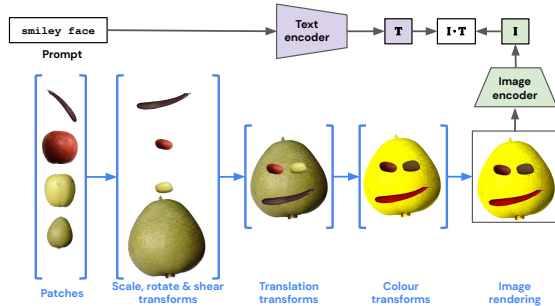 smiley face
Prompt
Text
encoder
T
I·T
I
Image
encoder
Patches
Scale, rotate & shear
transforms
Translation
transforms
Colour
transforms
Image
rendering